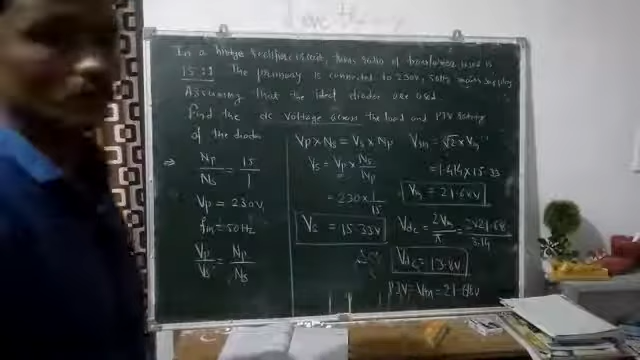 In a bridge rectifier circuit, turns ratio of transformer used is
15:1 The primary is connected to 230V, 50Hz mains supply
Assuming that the ideal diodes are used
Find the dc voltage across the load and PIV rating
of the diode
⇒ Np/Ns = 15/1
Vp = 230V,
fin = 50Hz
Vp/Vs = Np/Ns
Vp × Ns = Vs × Np
Vs = Vp × Ns/Np
= 230 × 1/15
Vs = 15.33V
Vm = √2 × Vs
= 1.414 × 15.33
Vm = 21.68V
Vdc = 2Vm/π = 2×21.68/3.14
Vdc = 13.8V
PIV = Vm = 21.68V